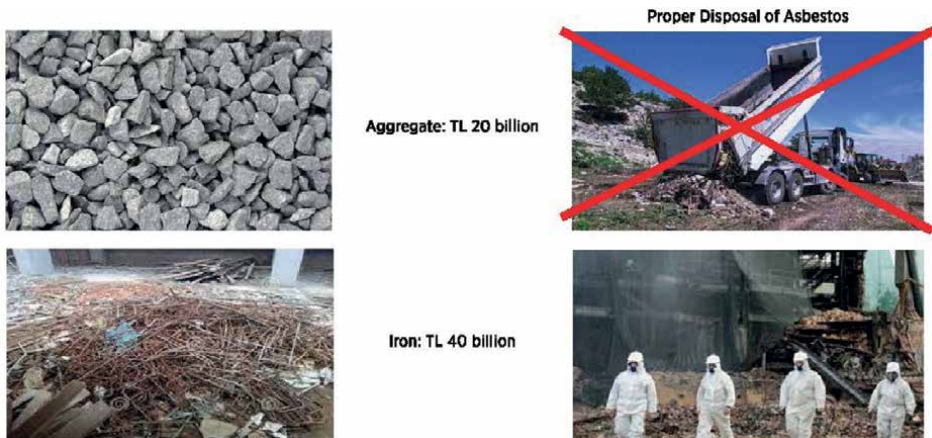 Proper Disposal of Asbestos
Aggregate: TL 20 billion
Iron: TL 40 billion